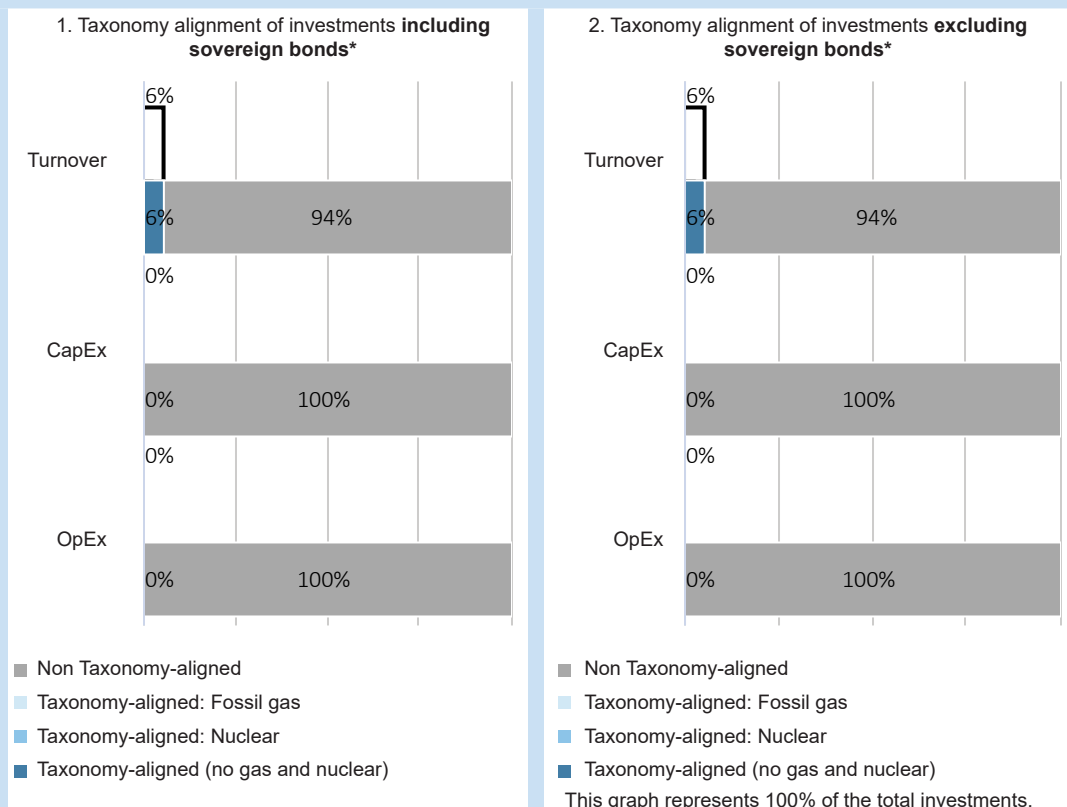 1. Taxonomy alignment of investments including
sovereign bonds*
6%
Turnover
6% 94%
0%
CapEx
0% 100%
0%
OpEx
0% 100%
Non Taxonomy-aligned
Taxonomy-aligned: Fossil gas
Taxonomy-aligned: Nuclear
Taxonomy-aligned (no gas and nuclear)
2. Taxonomy alignment of investments excluding
sovereign bonds*
6%
Turnover
6% 94%
0%
CapEx
0% 100%
0%
OpEx
0% 100%
Non Taxonomy-aligned
Taxonomy-aligned: Fossil gas
Taxonomy-aligned: Nuclear
Taxonomy-aligned (no gas and nuclear)
This graph represents 100% of the total investments.